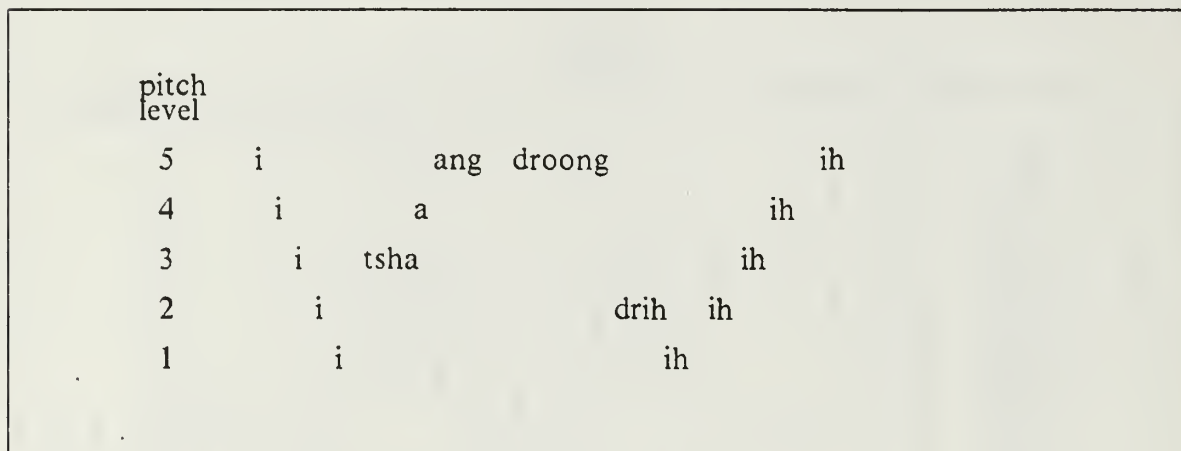 pitch
level
5 i ang droong ih
4 i a ih
3 i tsha ih
2 i drih ih
1 i ih